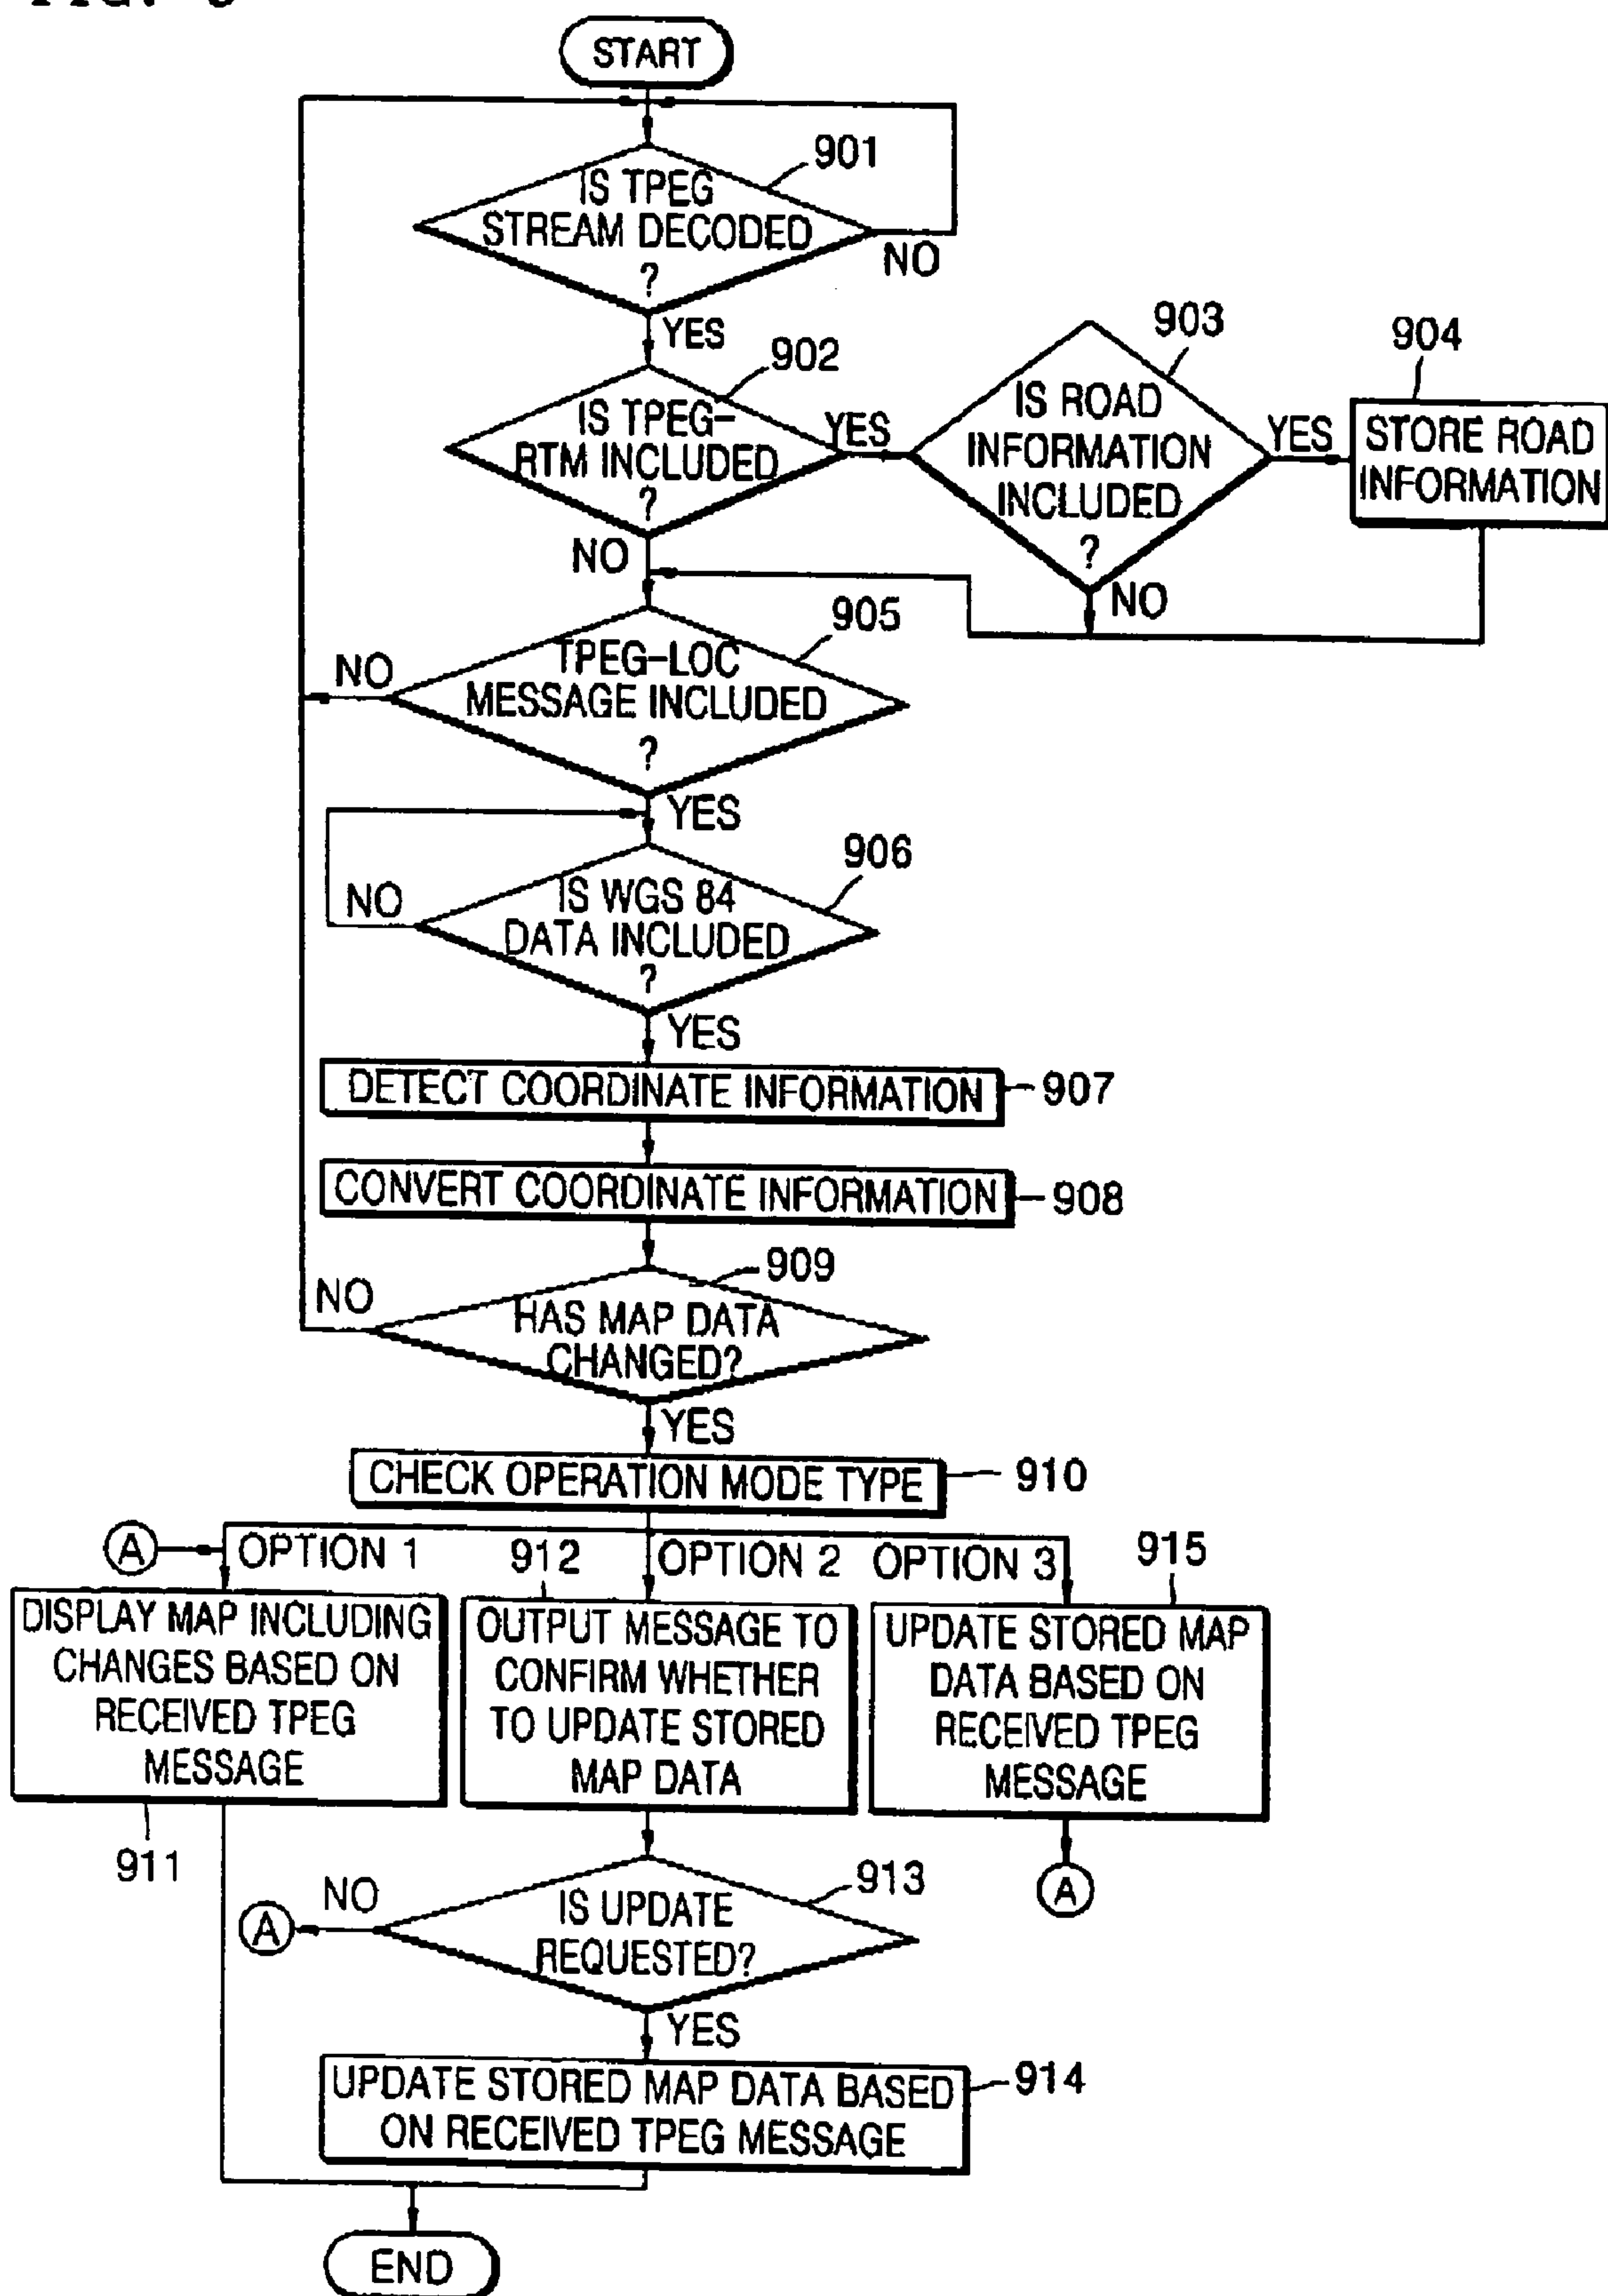 START
901
IS TPEG
STREAM DECODED
?
NO
YES
902
IS TPEG-
RTM INCLUDED
?
YES
903
IS ROAD
INFORMATION
INCLUDED
?
YES
904
STORE ROAD
INFORMATION
NO
NO
905
TPEG-LOC
MESSAGE INCLUDED
?
NO
YES
906
IS WGS 84
DATA INCLUDED
?
NO
YES
DETECT COORDINATE INFORMATION
907
CONVERT COORDINATE INFORMATION
908
909
HAS MAP DATA
CHANGED?
NO
YES
CHECK OPERATION MODE TYPE
910
A
OPTION 1
912
OPTION 2
OPTION 3
915
DISPLAY MAP INCLUDING
CHANGES BASED ON
RECEIVED TPEG
MESSAGE
911
OUTPUT MESSAGE TO
CONFIRM WHETHER
TO UPDATE STORED
MAP DATA
UPDATE STORED MAP
DATA BASED ON
RECEIVED TPEG
MESSAGE
A
913
IS UPDATE
REQUESTED?
NO
A
YES
UPDATE STORED MAP DATA BASED
ON RECEIVED TPEG MESSAGE
914
END